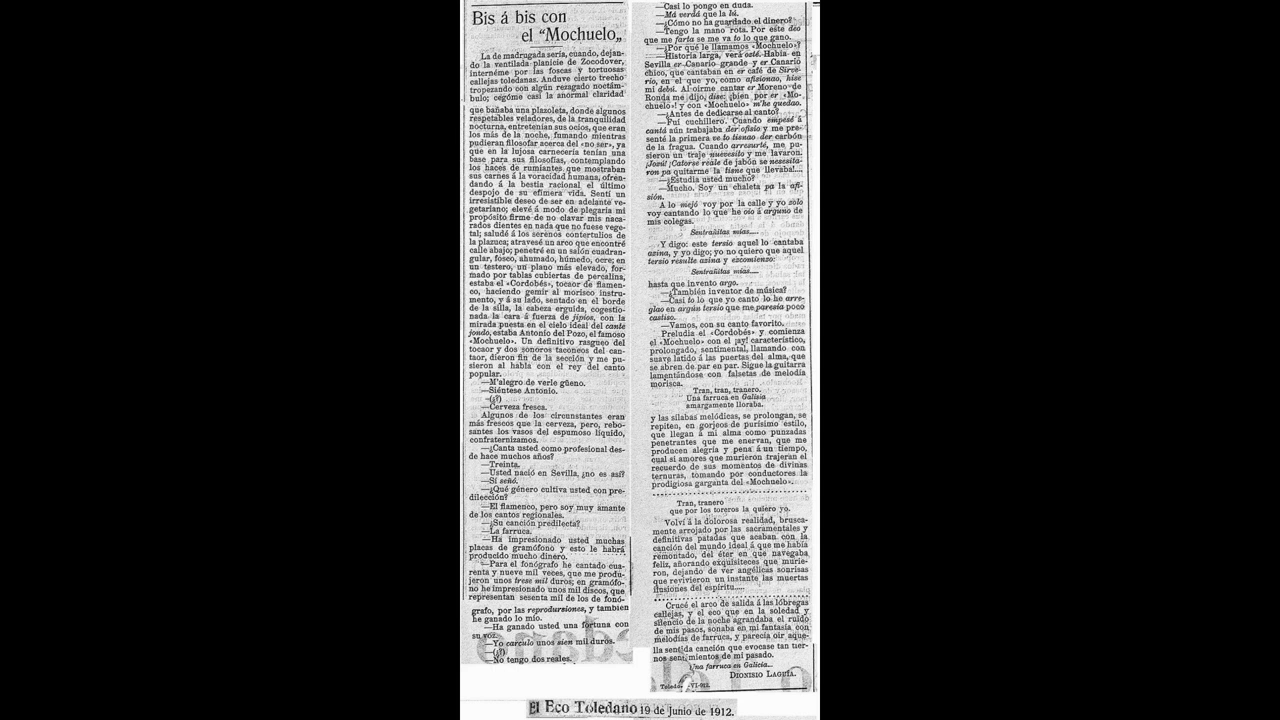 Bis á bis con
el "Mochuelo„
La de madrugada sería, cuando, dejan-
do la ventilada planicie de Zocodover,
internéme por las foscas y tortuosas
callejas toledanas. Anduve cierto trecho
tropezando con algún rezagado noctám-
bulo; cegóme casi la anormal claridad
que bañaba una plazoleta, donde algunos
respetables veladores, de la tranquilidad
nocturna, entretenían sus ocios, que eran
los más de la noche, fumando mientras
pudieran filosofar acerca del «no ser», ya
que en la lujosa carnecería tenían una
base para sus filosofías, contemplando
los haces de rumiantes que mostraban
sus carnes á la voracidad humana, ofren-
dando á la bestia racional el último
despojo de su efímera vida. Sentí un
irresistible deseo de ser en adelante ve-
getariano; elevé á modo de plegaria mi
propósito firme de no clavar mis naca-
rados dientes en nada que no fuese vege-
tal; saludé á los serenos contertulios de
la plazuca; atravesé un arco que encontré
calle abajo; penetré en un salón cuadran-
gular, fosco, ahumado, húmedo, ocre; en
un testero, un plano más elevado, for-
mado por tablas cubiertas de percalina,
estaba el «Cordobés», tocaor de flamen-
co, haciendo gemir al morisco instru-
mento, y á su lado, sentado en el borde
de la silla, la cabeza erguida, cogestio-
nada la cara á fuerza de jipíos, con la
mirada puesta en el cielo ideal del cante
jondo, estaba Antonio del Pozo, el famoso
«Mochuelo». Un definitivo rasgueo del
tocaor y dos sonoros taconeos del can-
taor, dieron fin de la sección y me pu-
sieron al habla con el rey del canto
popular.
—M'alegro de verle güeno.
—Siéntese Antonio.
—(¿?)
—Cerveza fresca.
Algunos de los circunstantes eran
más frescos que la cerveza, pero, rebo-
santes los vasos del espumoso líquido,
confraternizamos.
—¿Canta usted como profesional des-
de hace muchos años?
—Treinta.
—Usted nació en Sevilla, ¿no es así?
—Sí señó.
—¿Qué género cultiva usted con pre-
dilección?
—El flamenco, pero soy muy amante
de los cantos regionales.
—¿Su canción predilecta?
—La farruca.
—Ha impresionado usted muchas
placas de gramófono y esto le habrá
producido mucho dinero.
—Para el fonógrafo he cantado cua-
renta y nueve mil veces, que me produ-
jeron unos trese mil duros; en gramófo-
no he impresionado unos mil discos, que
representan sesenta mil de los de fonó-
grafo, por las reprodursiones, y también
he ganado lo mío.
—Ha ganado usted una fortuna con
su voz.
—Yo carculo unos sien mil duros.
—(¿?)
—No tengo dos reales.
—Casi lo pongo en duda.
—Má verdá que la lú.
—¿Cómo no ha guardado el dinero?
—Tengo la mano rota. Por este deo
que me farta se me va to lo que gano.
—¿Por qué le llamamos «Mochuelo»?
—Historia larga, verá osté. Había en
Sevilla er Canario grande y er Canario
chico, que cantaban en er café de Sirve-
rio, en el que yo, como afisionao, hise
mi debú. Al oirme cantar er Moreno de
Ronda me dijo, dise: ¡bien por er «Mo-
chuelo»! y con «Mochuelo» m'he quedao.
—¿Antes de dedicarse al canto?
—Fuí cuchillero. Cuando empesé á
cantá aún trabajaba der ofisio y me pre-
senté la primera ve to tisnao der carbón
de la fragua. Cuando arresurté, me pu-
sieron un traje nuevesito y me lavaron.
¡Josú! ¡Catorse reale de jabón se necesita-
ron pa quitarme la tisne que llevaba!...
—¿Estudia usted mucho?
—Mucho. Soy un chaleta pa la afi-
sión.
A lo mejó voy por la calle y yo solo
voy cantando lo que he oío á arguno de
mis colegas.
Sentrañitas mías.....
Y digo: este tersio aquel lo cantaba
asina, y yo digo; yo no quiero que aquel
tersio resulte asina y escomienzo:
Sentrañitas mías.....
hasta que invento argo.
—¿También inventor de música?
—Casi to lo que yo canto lo he arre-
glao en argún tersio que me paresía poco
castiso.
—Vamos, con su canto favorito.
Preludia el «Cordobés» y comienza
el «Mochuelo» con el ¡ay! característico,
prolongado, sentimental, llamando con
suave latido á las puertas del alma, que
se abren de par en par. Sigue la guitarra
lamentándose con falsetas de melodía
morisca.
Tran, tran, tranero.
Una farruca en Galisia
amargamente lloraba.
y las sílabas melódicas, se prolongan, se
repiten, en gorjeos de purísimo estilo,
que llegan á mi alma como punzadas
penetrantes que me enervan, que me
producen alegría y pena á un tiempo,
cual si amores que murieron trajeran el
recuerdo de sus momentos de divinas
ternuras, tomando por conductores la
prodigiosa garganta del «Mochuelo».
Tran, tranero
que por los toreros la quiero yo.
Volví á la dolorosa realidad, brusca-
mente arrojado por las sacramentales y
definitivas patadas que acaban con la
canción del mundo ideal á que me había
remontado, del éter en que navegaba
feliz, añorando exquisiteces que murie-
ron, dejando de ver angélicas sonrisas
que revivieron un instante las muertas
ilusiones del espíritu.....
Crucé el arco de salida á las lóbregas
callejas, y el eco que en la soledad y
silencio de la noche agrandaba el ruido
de mis pasos, sonaba en mi fantasía con
melodías de farruca, y parecía oir aque-
lla sentida canción que evocase tan tier-
nos sentimientos de mi pasado.
Una farruca en Galicia...
DIONISIO LAGUÍA.
Toledo. -VI-912.
El Eco Toledano 19 de Junio de 1912.